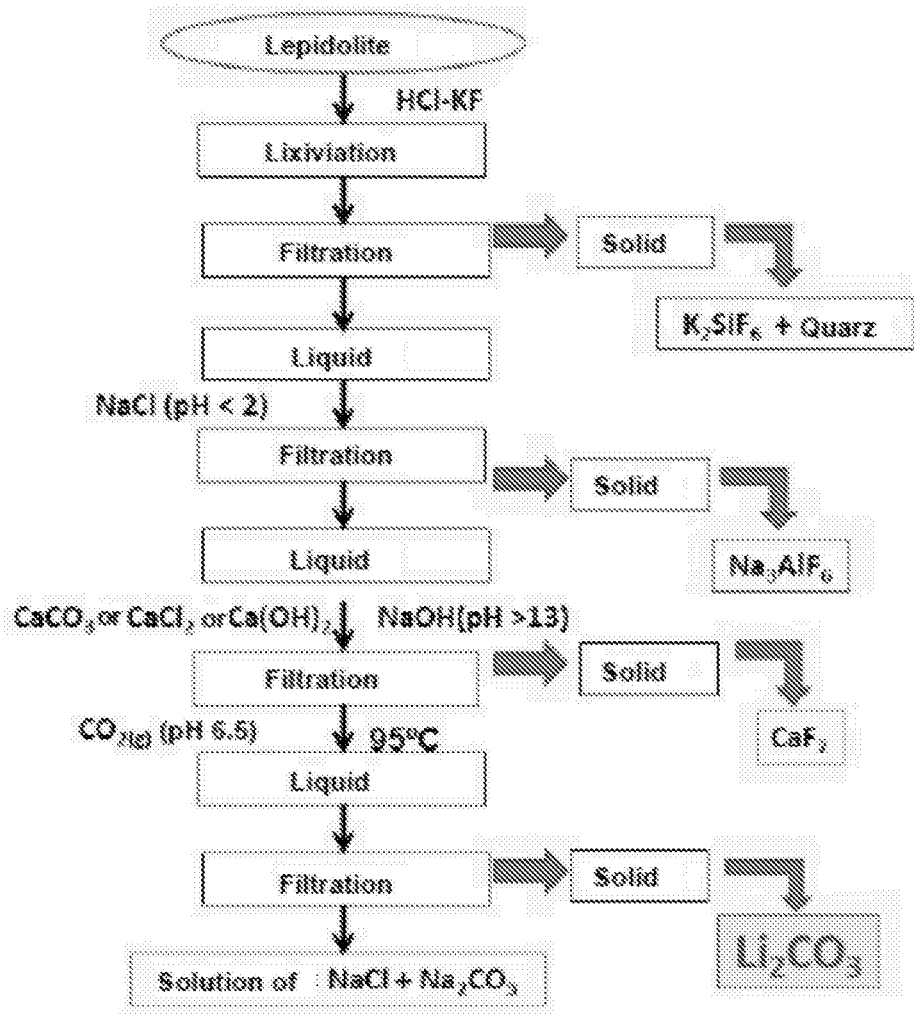 Lepidolite
HCl-KF
Lixiviation
Filtration
Solid
K₂SiF₆ + Quarz
Liquid
NaCl (pH < 2)
Filtration
Solid
Na₃AlF₆
Liquid
CaCO₃ or CaCl₂ or Ca(OH)₂
NaOH(pH >13)
Filtration
Solid
CaF₂
CO₂(g) (pH 6.5)
95ºC
Liquid
Filtration
Solid
Li₂CO₃
Solution of NaCl + Na₂CO₃